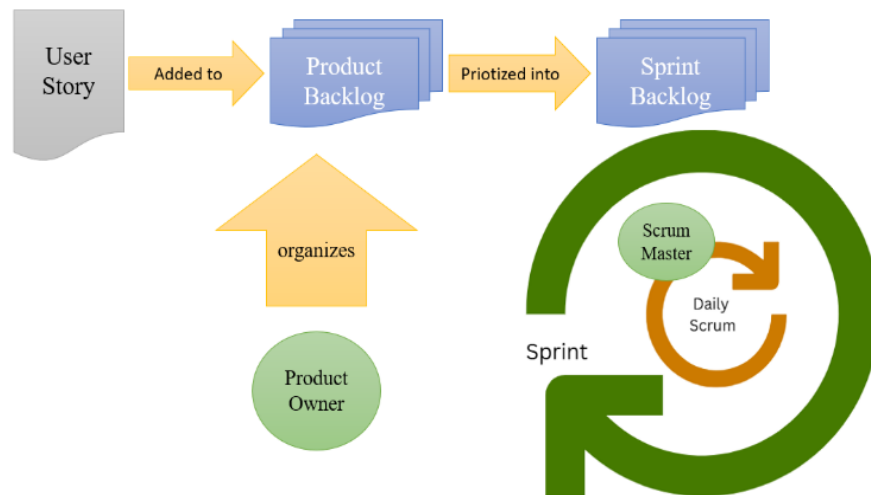 User
Story
Added to
Product
Backlog
Priotized into
Sprint
Backlog
organizes
Product
Owner
Scrum
Master
Daily
Scrum
Sprint